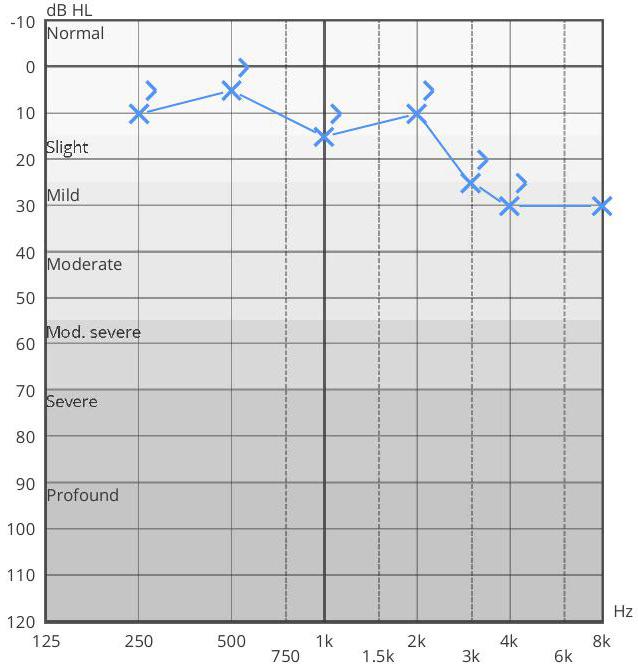 dB HL
-10
Normal
0
10
Slight
20
Mild
30
40
Moderate
50
Mod. severe
60
70
Severe
80
90
Profound
100
110
120
Hz
125 250 500 1k 2k 4k 8k
750 1.5k 3k 6k